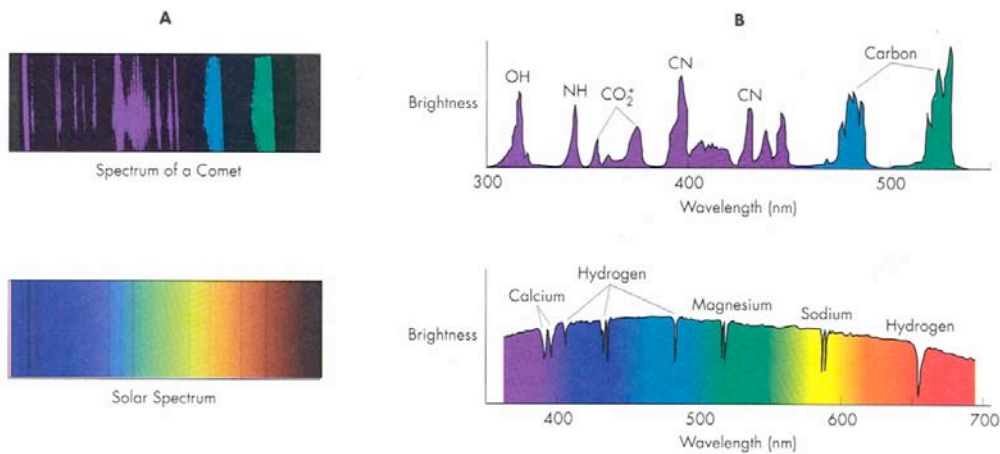 A
B
OH
NH
CO₂⁺
CN
CN
Carbon
Brightness
300
400
500
Wavelength (nm)
Spectrum of a Comet
Calcium
Hydrogen
Magnesium
Sodium
Hydrogen
Brightness
400
500
600
700
Wavelength (nm)
Solar Spectrum